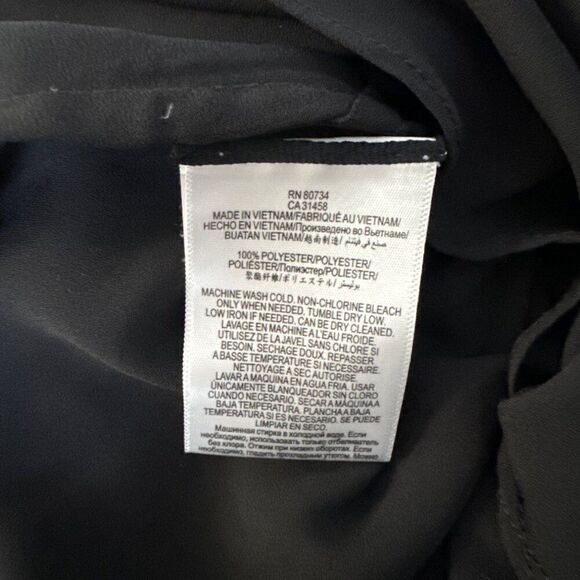 RN 80734
CA 31458
MADE IN VIETNAM/FABRIQUÉ AU VIETNAM/
HECHO EN VIETNAM/Произведено во Вьетнаме/
BUATAN VIETNAM/越南制造/صنع في فيتنام
100% POLYESTER/POLYESTER/
POLIÉSTER/Полиэстер/POLYESTER/
聚酯纤维/ポリエステル/بوليستر
MACHINE WASH COLD. NON-CHLORINE BLEACH
ONLY WHEN NEEDED. TUMBLE DRY LOW.
LOW IRON IF NEEDED. CAN BE DRY CLEANED.
LAVAGE EN MACHINE A L'EAU FROIDE.
UTILISEZ DE LA JAVEL SANS CHLORE SI
BESOIN. SECHAGE DOUX. REPASSER
A BASSE TEMPERATURE SI NECESSAIRE.
NETTOYAGE A SEC AUTORISE.
LAVAR A MAQUINA EN AGUA FRIA. USAR
ÚNICAMENTE BLANQUEADOR SIN CLORO
CUANDO NECESARIO. SECAR A MÁQUINA A
BAJA TEMPERATURA. PLANCHA A BAJA
TEMPERATURA SI ES NECESARIO. SE PUEDE
LIMPIAR EN SECO.
Машинная стирка в холодной воде. Если
необходимо, использовать только отбеливатель
без хлора. Отжим при низких оборотах. Если
необходимо, гладить прохладным утюгом. Можно